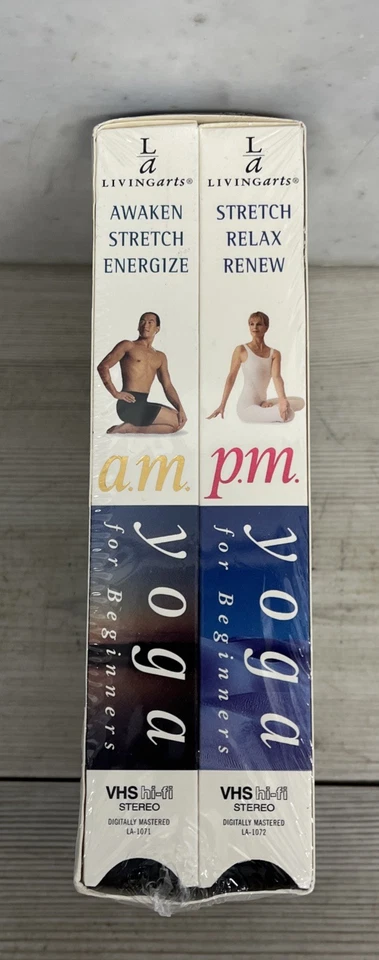 L
a
LIVINGarts®
AWAKEN
STRETCH
ENERGIZE
a.m.
yoga
for Beginners
VHS hi-fi
STEREO
DIGITALLY MASTERED
LA-1071
L
a
LIVINGarts®
STRETCH
RELAX
RENEW
p.m.
yoga
for Beginners
VHS hi-fi
STEREO
DIGITALLY MASTERED
LA-1072